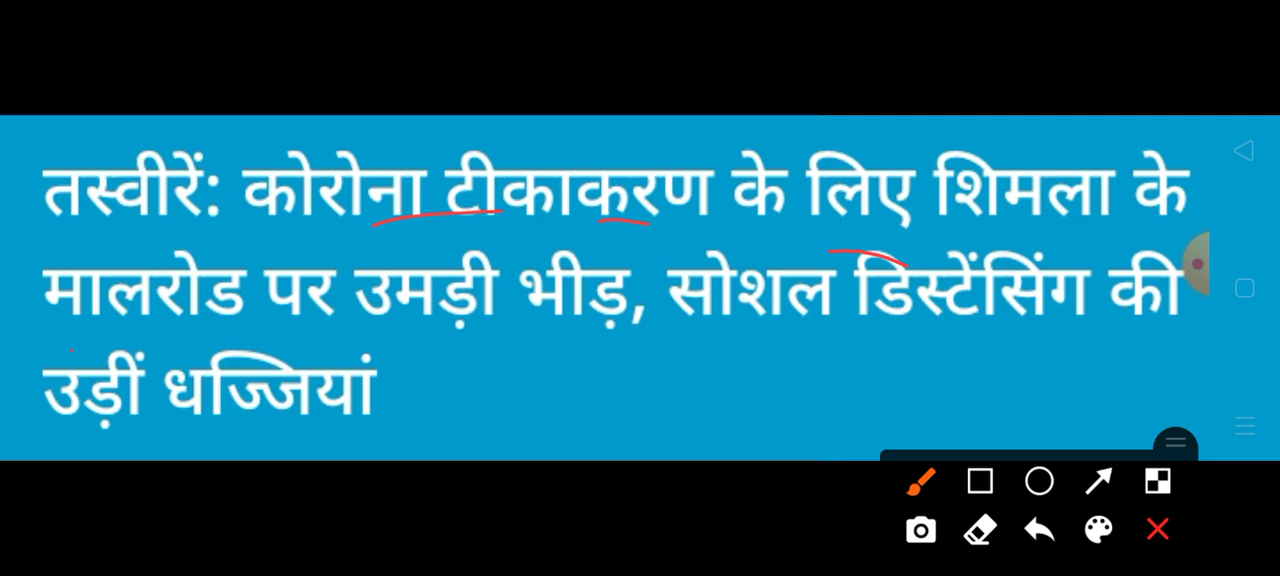 तस्वीरें: कोरोना टीकाकरण के लिए शिमला के
मालरोड पर उमड़ी भीड़, सोशल डिस्टेंसिंग की
उड़ीं धज्जियां